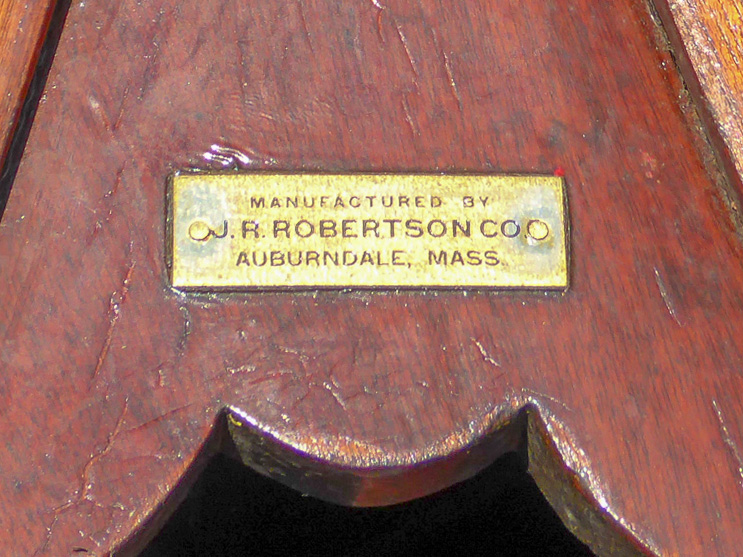 MANUFACTURED BY
J. R. ROBERTSON CO.
AUBURNDALE, MASS.